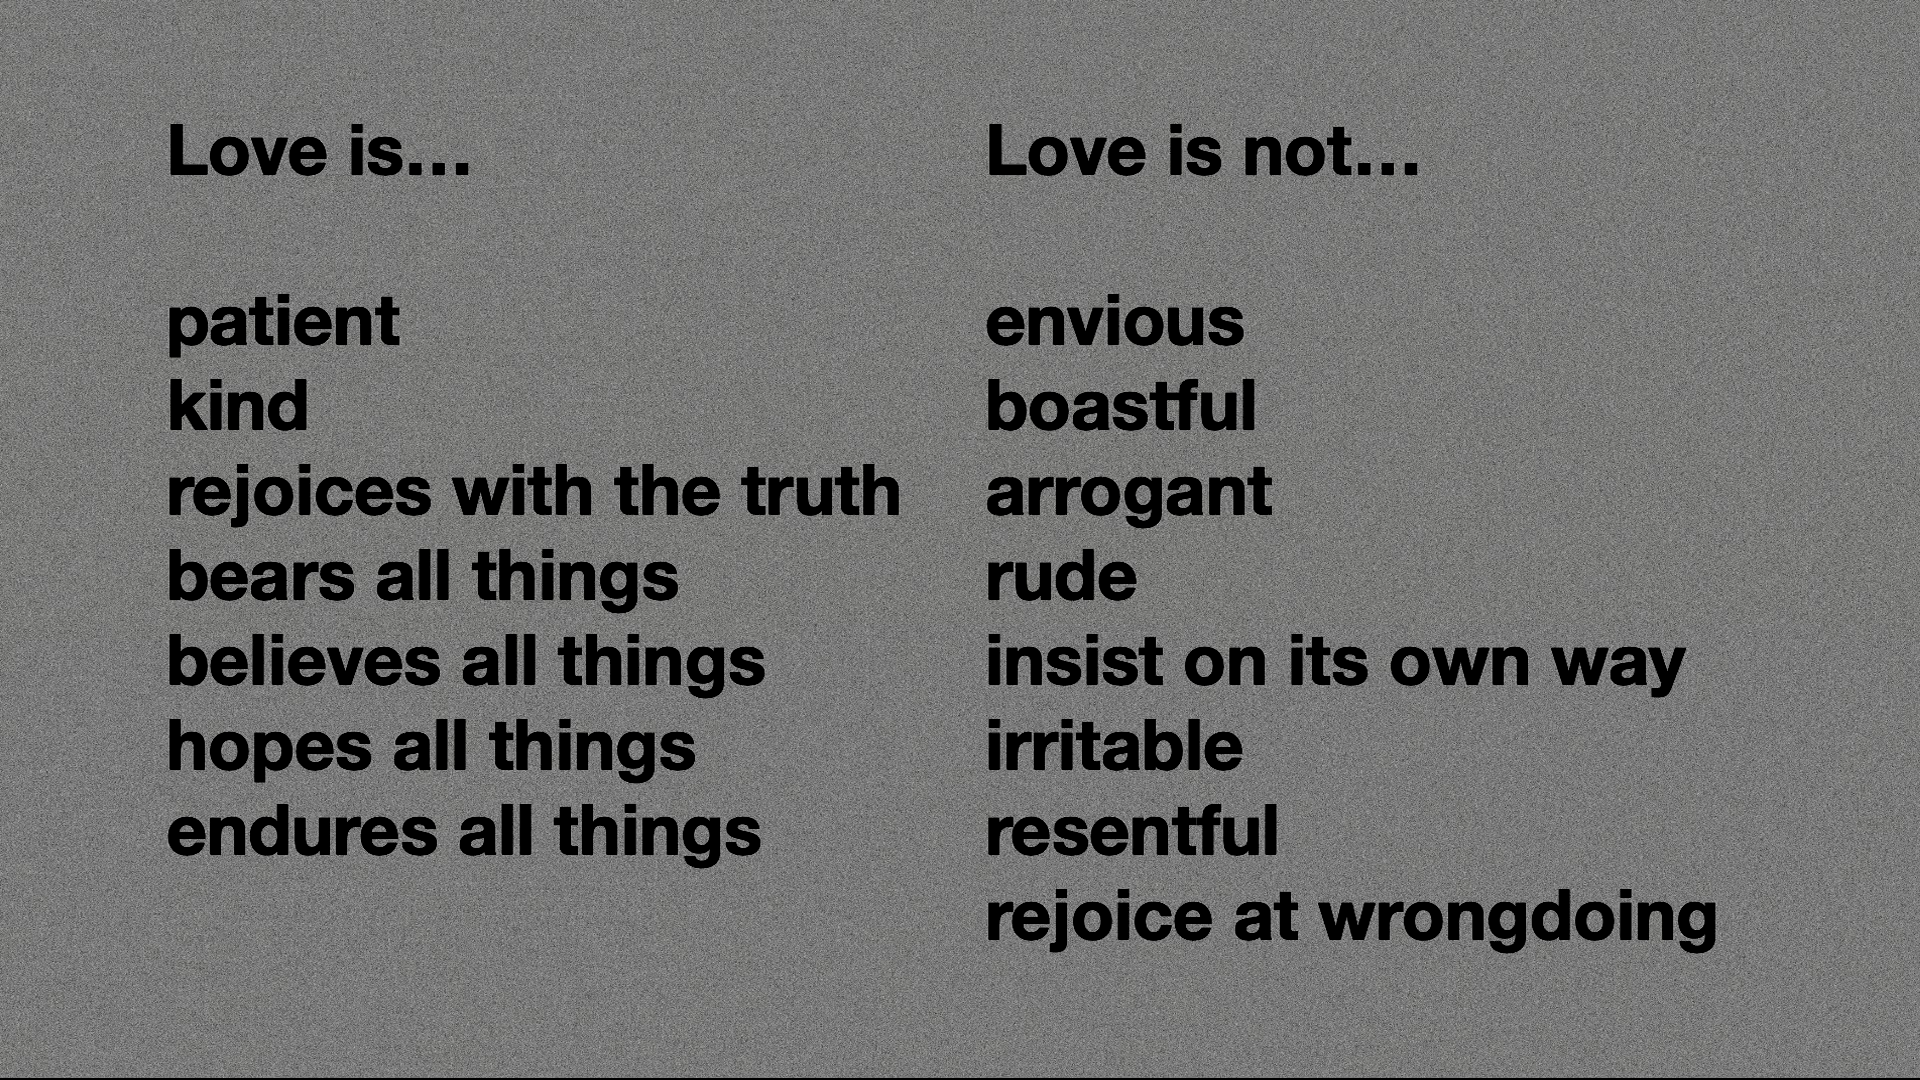 Love is...
patient
kind
rejoices with the truth
bears all things
believes all things
hopes all things
endures all things
Love is not...
envious
boastful
arrogant
rude
insist on its own way
irritable
resentful
rejoice at wrongdoing